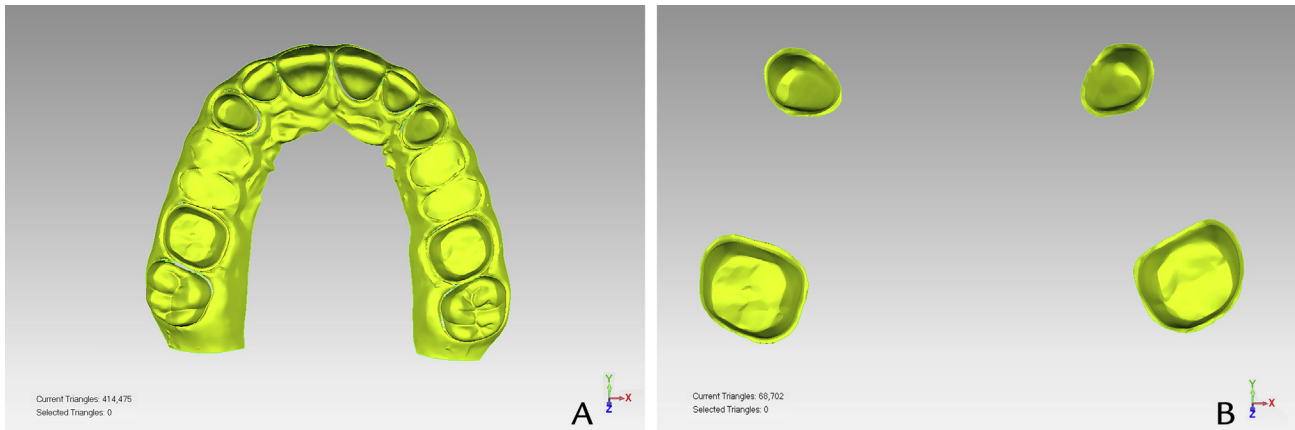 Current Triangles: 414,475
Selected Triangles: 0
Y
X
Z
A
Current Triangles: 68,702
Selected Triangles: 0
Y
X
Z
B